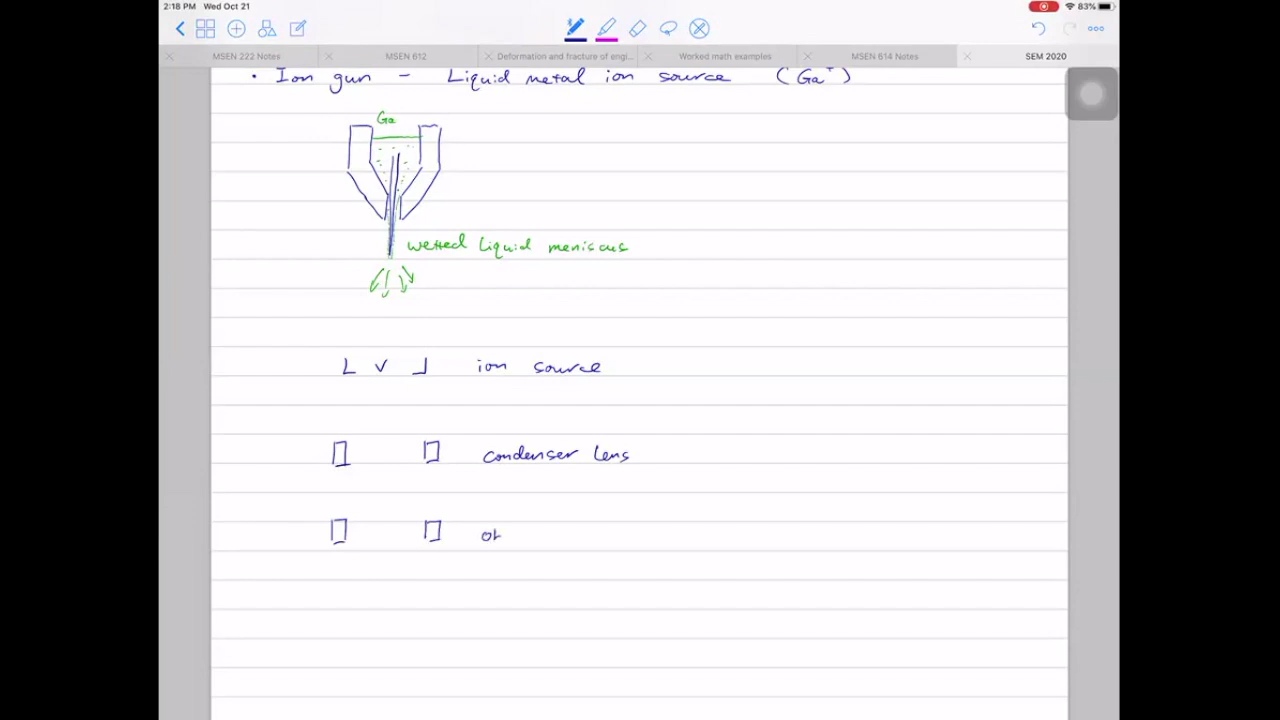 2:18 PM Wed Oct 21
83%
MSEN 222 Notes
MSEN 612
Deformation and fracture of engi...
Worked math examples
MSEN 614 Notes
SEM 2020
• Ion gun – Liquid metal ion source (Ga⁺)
Ga
wetted liquid meniscus
ion source
condenser lens
ob